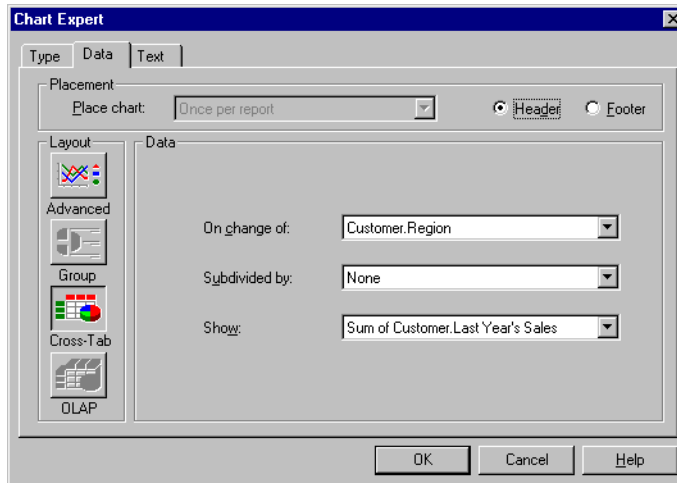 Chart Expert
Type Data Text
Placement
Place chart: Once per report Header Footer
Layout Data
Advanced
On change of: Customer.Region
Group
Subdivided by: None
Cross-Tab
Show: Sum of Customer.Last Year's Sales
OLAP
OK Cancel Help